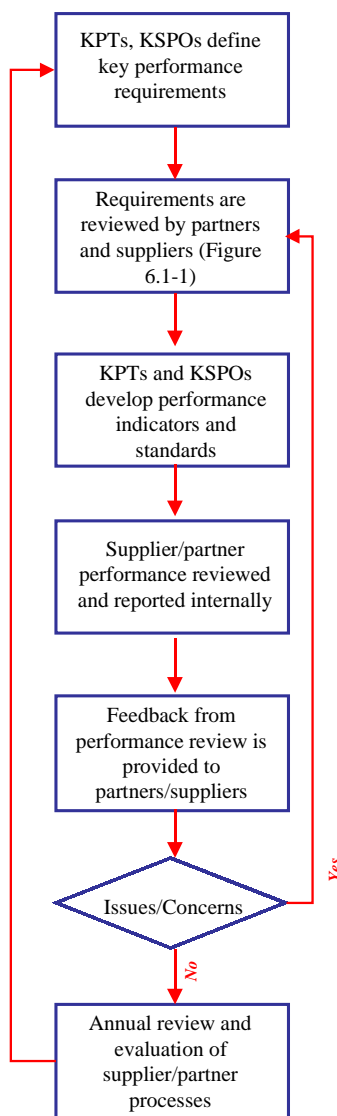 KPTs, KSPOs define
key performance
requirements
Requirements are
reviewed by partners
and suppliers (Figure
6.1-1)
KPTs and KSPOs
develop performance
indicators and
standards
Supplier/partner
performance reviewed
and reported internally
Feedback from
performance review is
provided to
partners/suppliers
Issues/Concerns
Yes
No
Annual review and
evaluation of
supplier/partner
processes